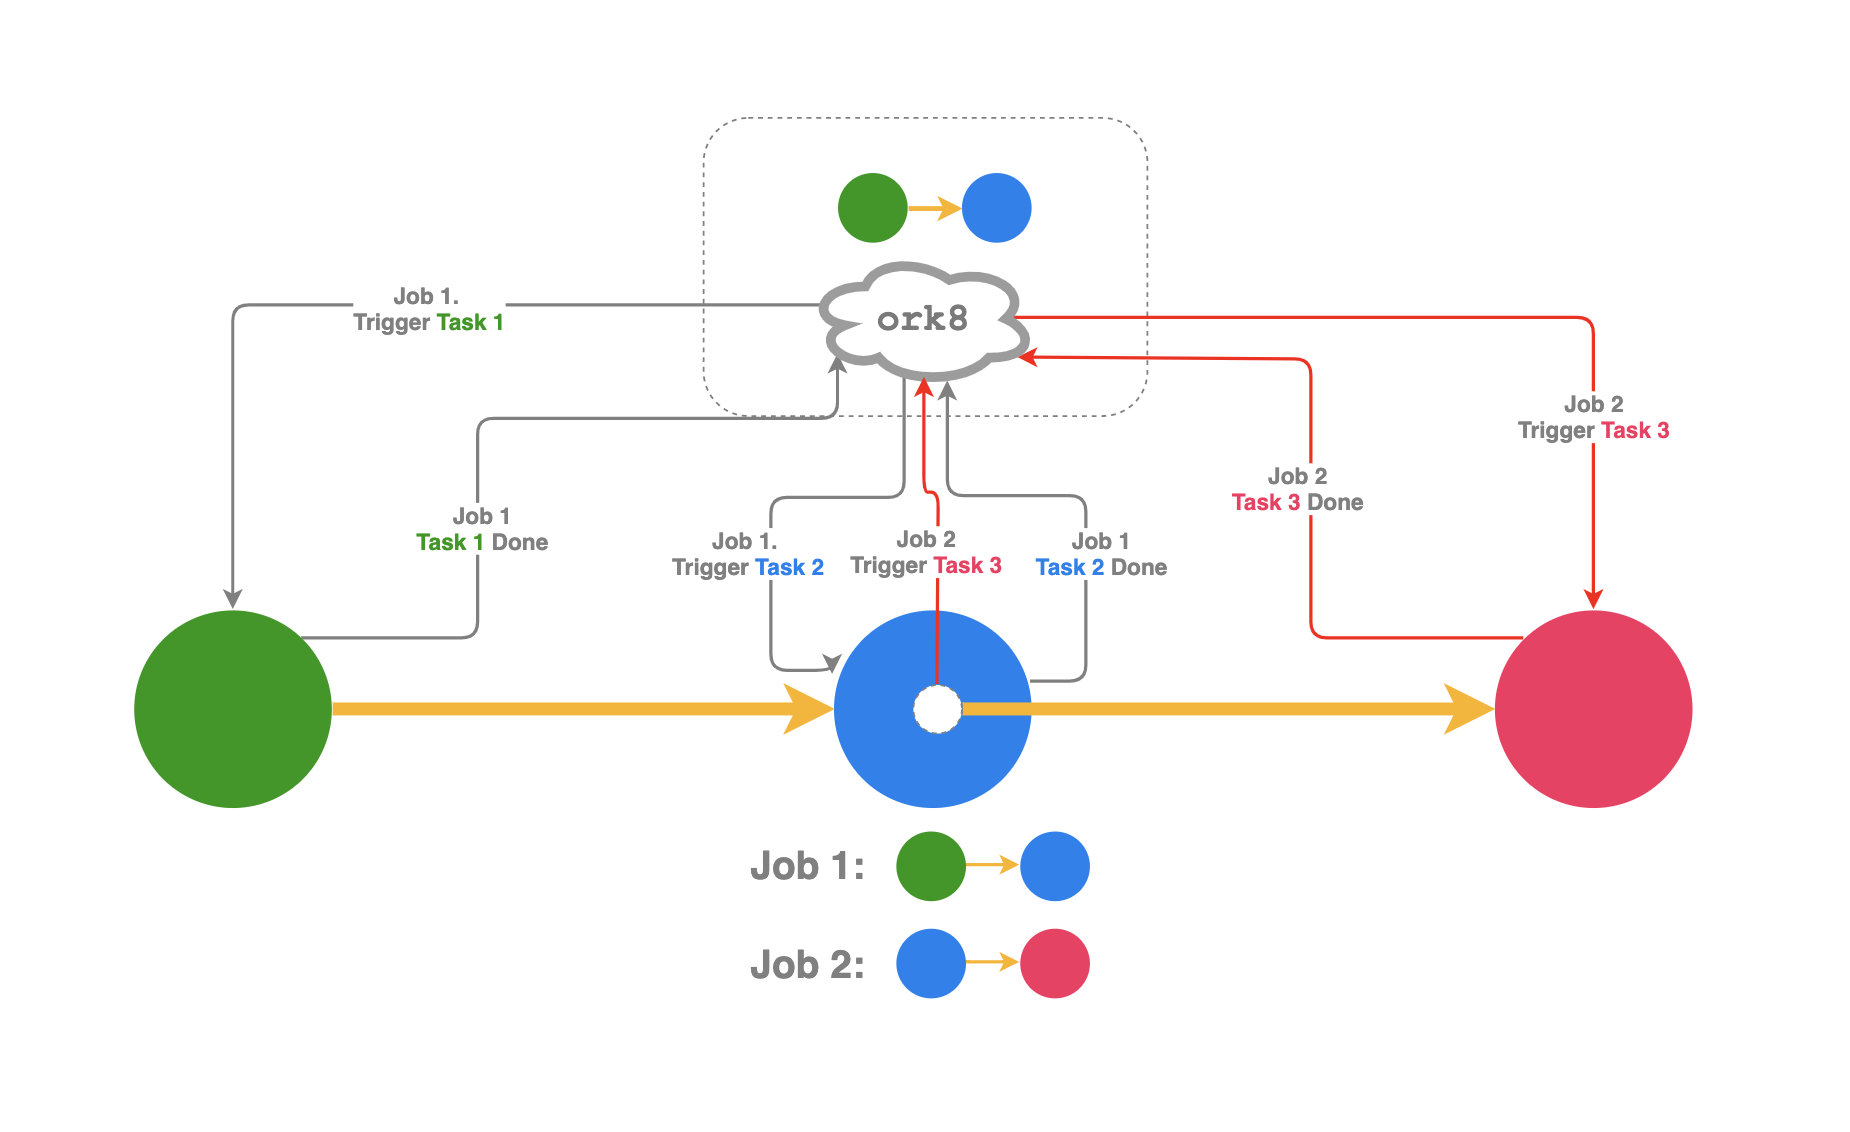 ork8
Job 1.
Trigger Task 1
Job 2
Trigger Task 3
Job 2
Task 3 Done
Job 1
Task 1 Done
Job 1.
Trigger Task 2
Job 2
Trigger Task 3
Job 1
Task 2 Done
Job 1:
Job 2: